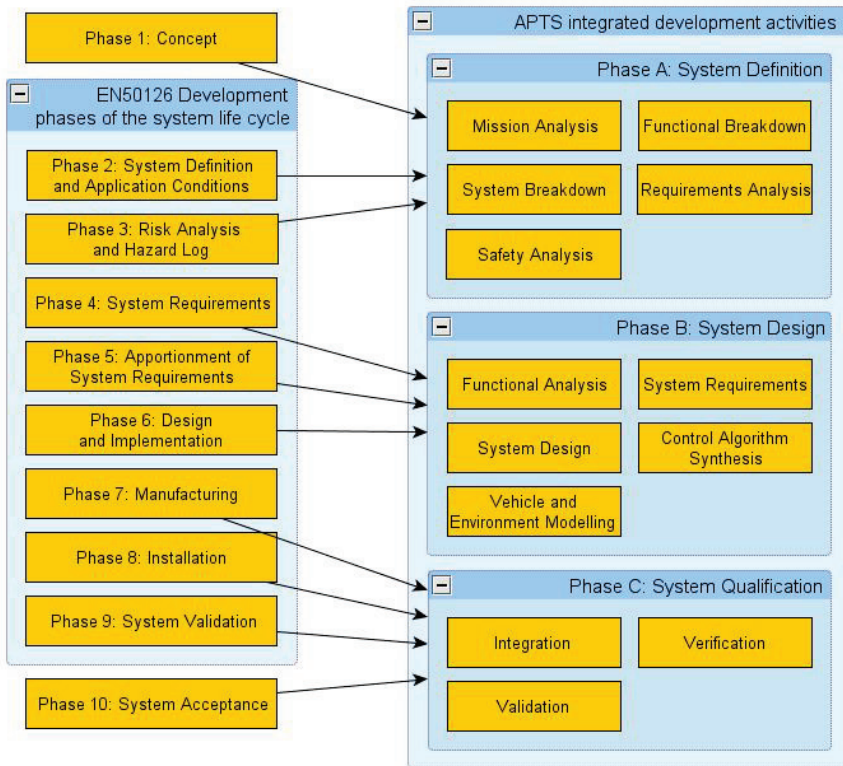 Phase 1: Concept
EN50126 Development
phases of the system life cycle
Phase 2: System Definition
and Application Conditions
Phase 3: Risk Analysis
and Hazard Log
Phase 4: System Requirements
Phase 5: Apportionment of
System Requirements
Phase 6: Design
and Implementation
Phase 7: Manufacturing
Phase 8: Installation
Phase 9: System Validation
Phase 10: System Acceptance
APTS integrated development activities
Phase A: System Definition
Mission Analysis
Functional Breakdown
System Breakdown
Requirements Analysis
Safety Analysis
Phase B: System Design
Functional Analysis
System Requirements
System Design
Control Algorithm
Synthesis
Vehicle and
Environment Modelling
Phase C: System Qualification
Integration
Verification
Validation